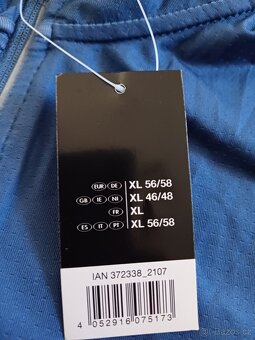 EUR DE XL 56/58
GB IE NI XL 46/48
FR XL
ES IT PT XL 56/58
IAN 372338_2107
4 052916 075173